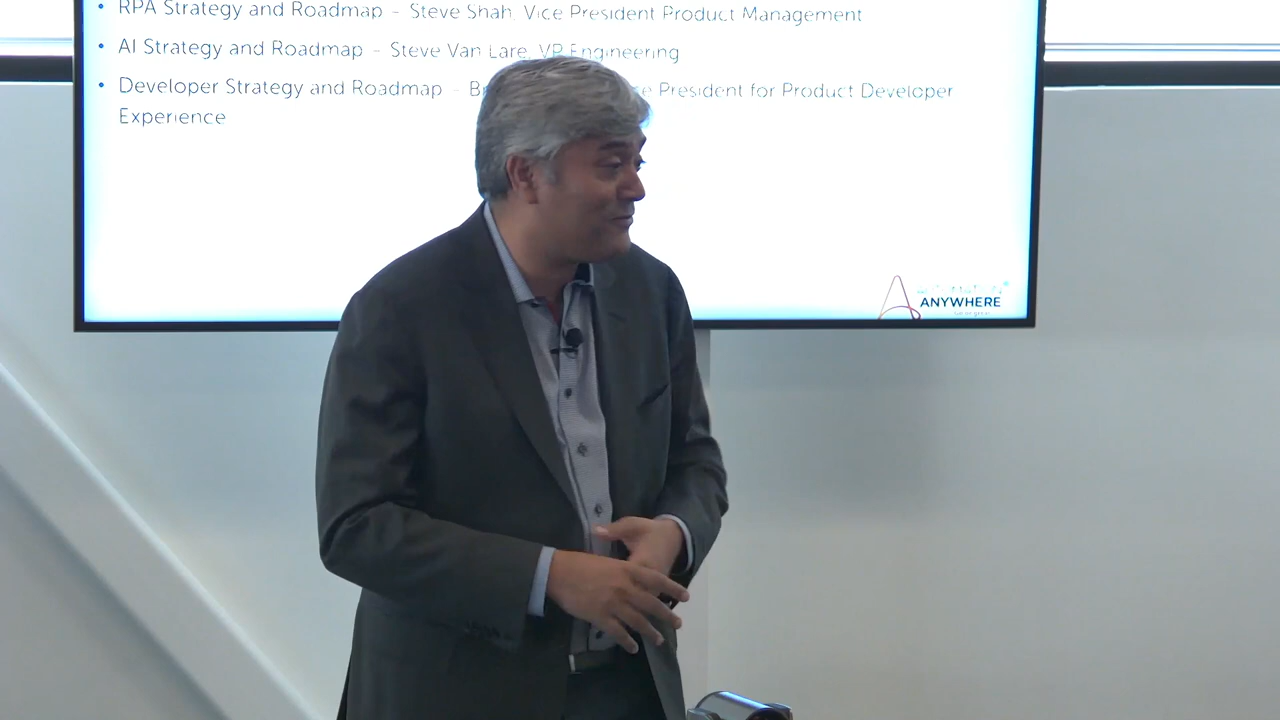 RPA Strategy and Roadmap – Steve Shah, Vice President Product Management
AI Strategy and Roadmap – Steve Van Lare, VP Engineering
Developer Strategy and Roadmap – President for Product Developer
Experience
AUTOMATION
ANYWHERE